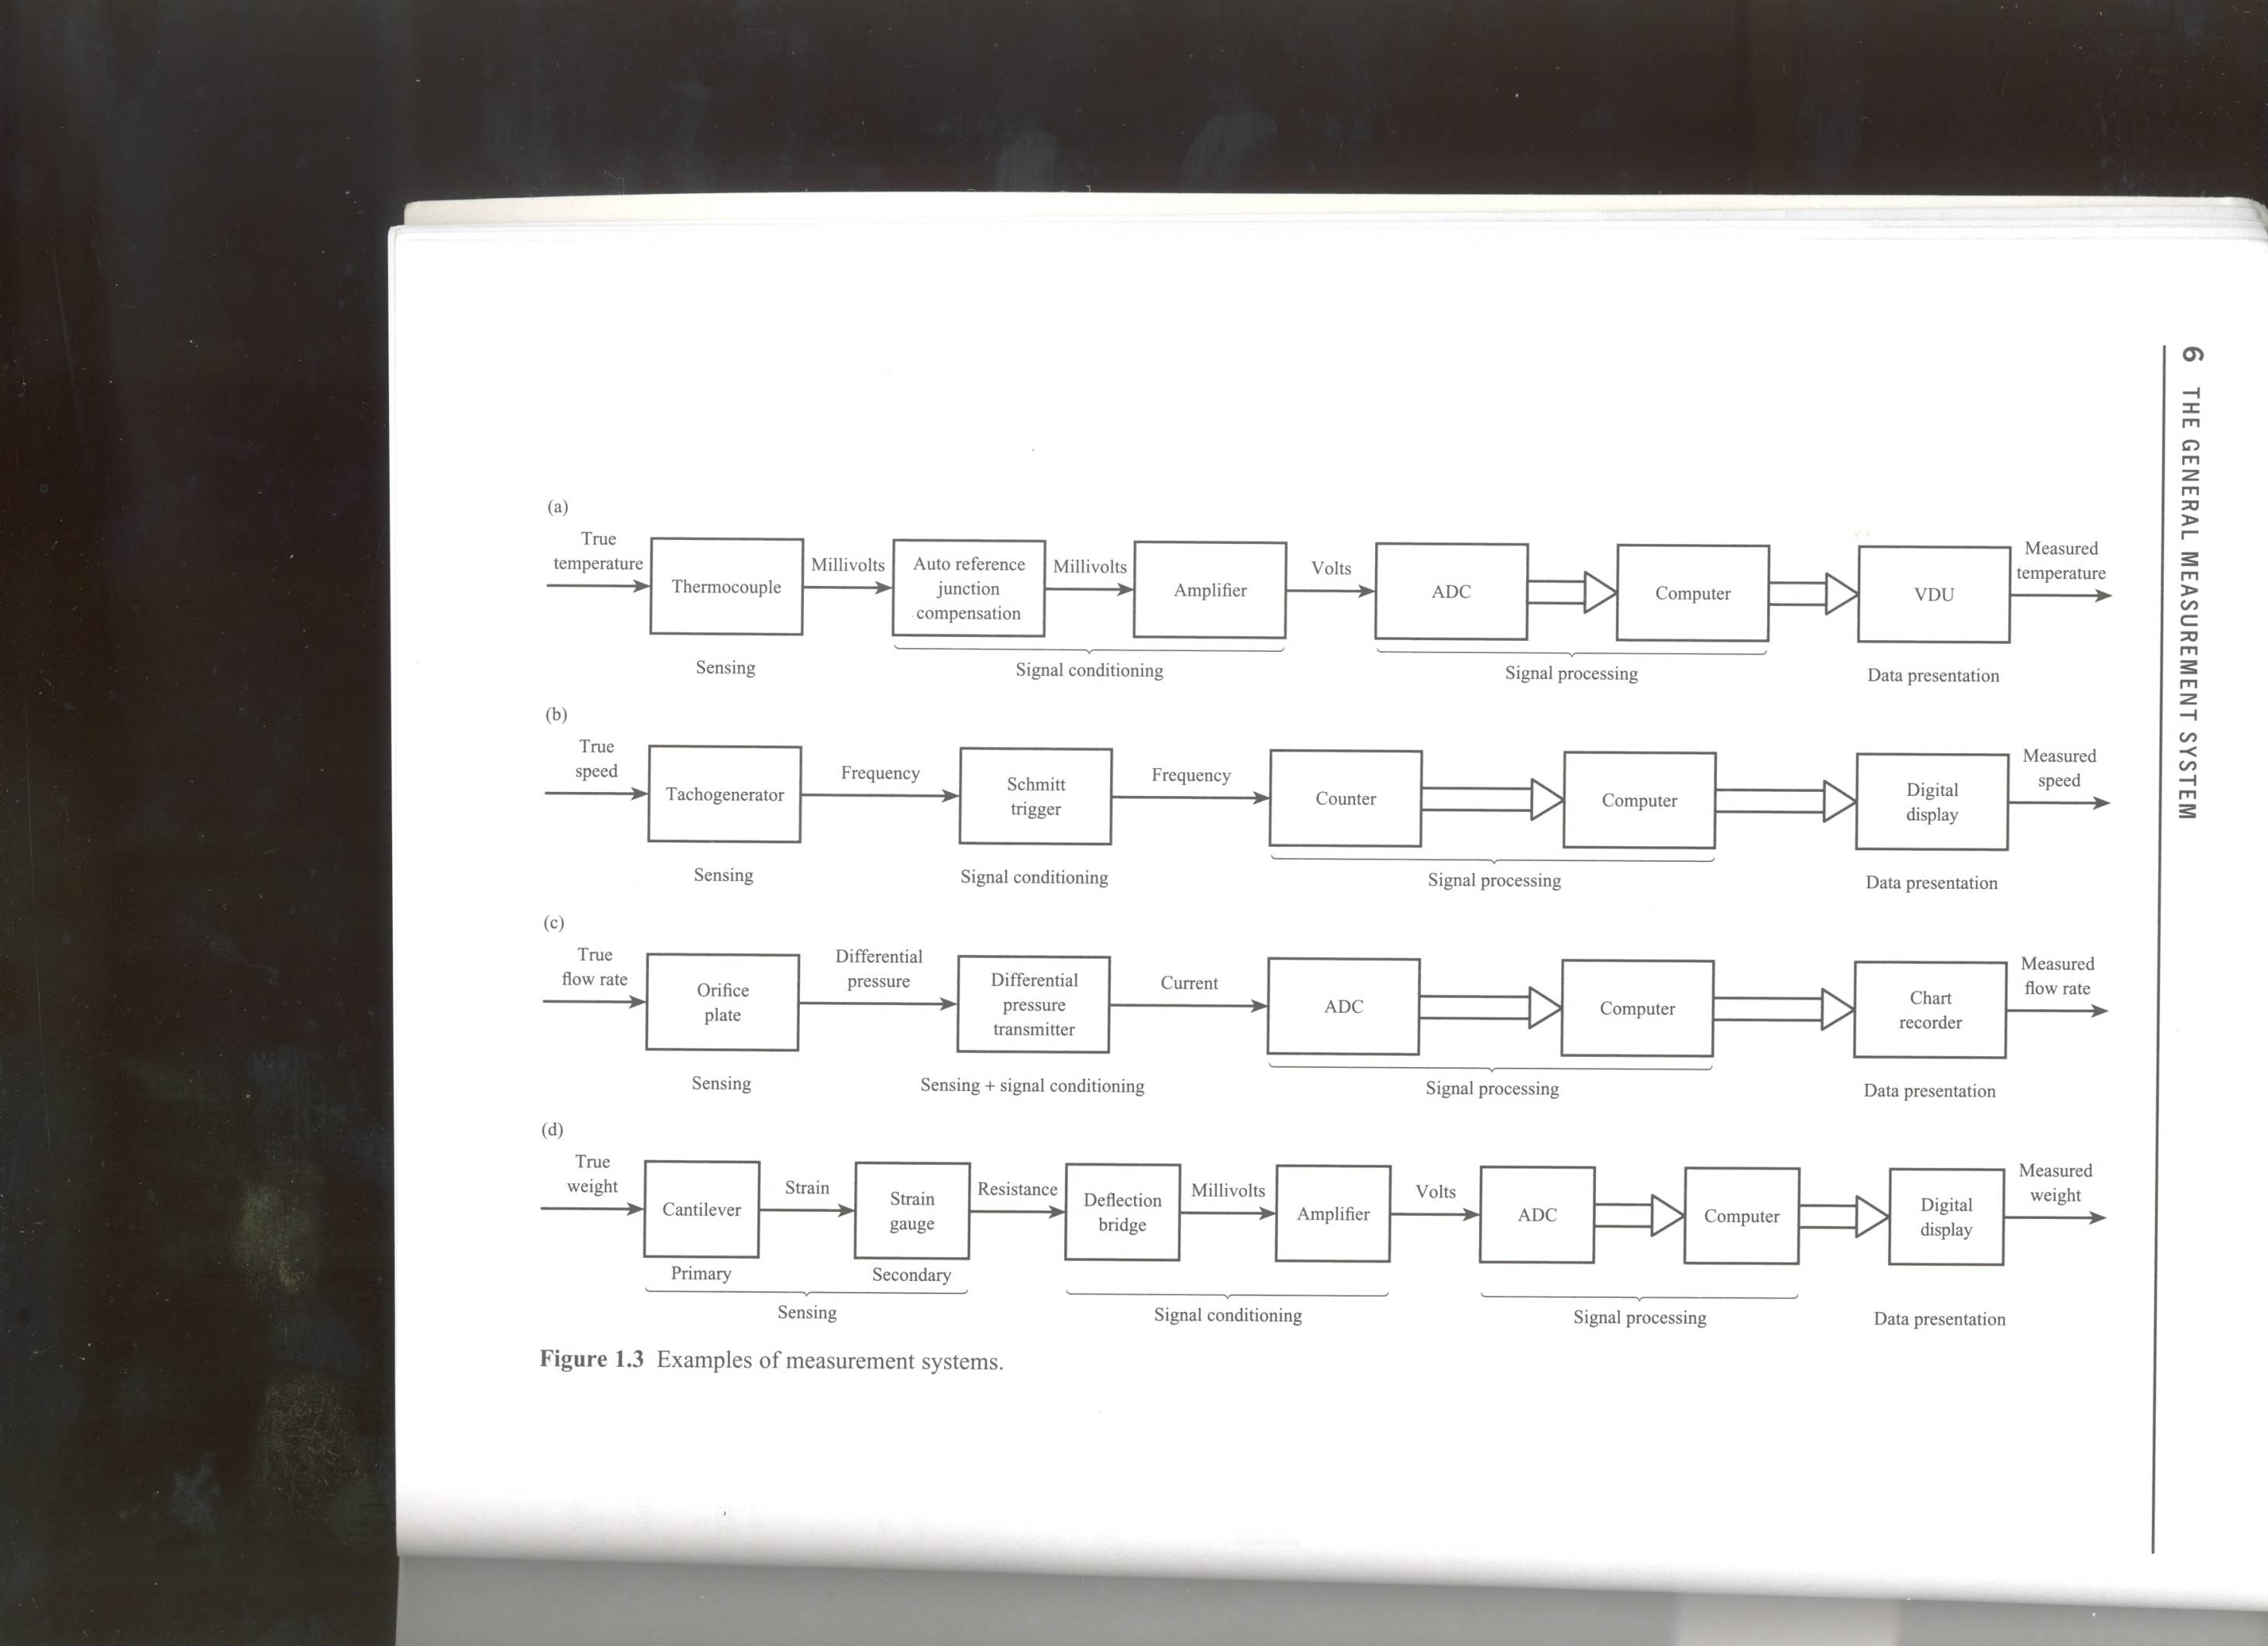 6 THE GENERAL MEASUREMENT SYSTEM
(a)
True
temperature
Thermocouple
Millivolts
Auto reference
junction
compensation
Millivolts
Amplifier
Volts
ADC
Computer
VDU
Measured
temperature
Sensing
Signal conditioning
Signal processing
Data presentation
(b)
True
speed
Tachogenerator
Frequency
Schmitt
trigger
Frequency
Counter
Computer
Digital
display
Measured
speed
Sensing
Signal conditioning
Signal processing
Data presentation
(c)
True
flow rate
Orifice
plate
Differential
pressure
Differential
pressure
transmitter
Current
ADC
Computer
Chart
recorder
Measured
flow rate
Sensing
Sensing + signal conditioning
Signal processing
Data presentation
(d)
True
weight
Cantilever
Strain
Strain
gauge
Resistance
Deflection
bridge
Millivolts
Amplifier
Volts
ADC
Computer
Digital
display
Measured
weight
Primary
Secondary
Sensing
Signal conditioning
Signal processing
Data presentation
Figure 1.3 Examples of measurement systems.